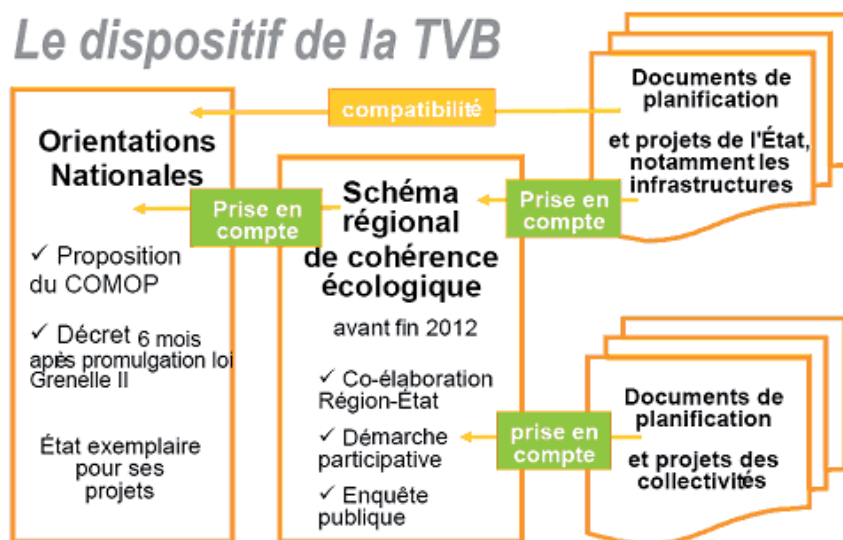 Le dispositif de la TVB
Orientations
Nationales
✓ Proposition
du COMOP
✓ Décret 6 mois
après promulgation loi
Grenelle II
État exemplaire
pour ses
projets
compatibilité
Prise en
compte
Schéma
régional
de cohérence
écologique
avant fin 2012
✓ Co-élaboration
Région-État
✓ Démarche
participative
✓ Enquête
publique
Prise en
compte
prise en
compte
Documents de
planification
et projets de l'État,
notamment les
infrastructures
Documents de
planification
et projets des
collectivités